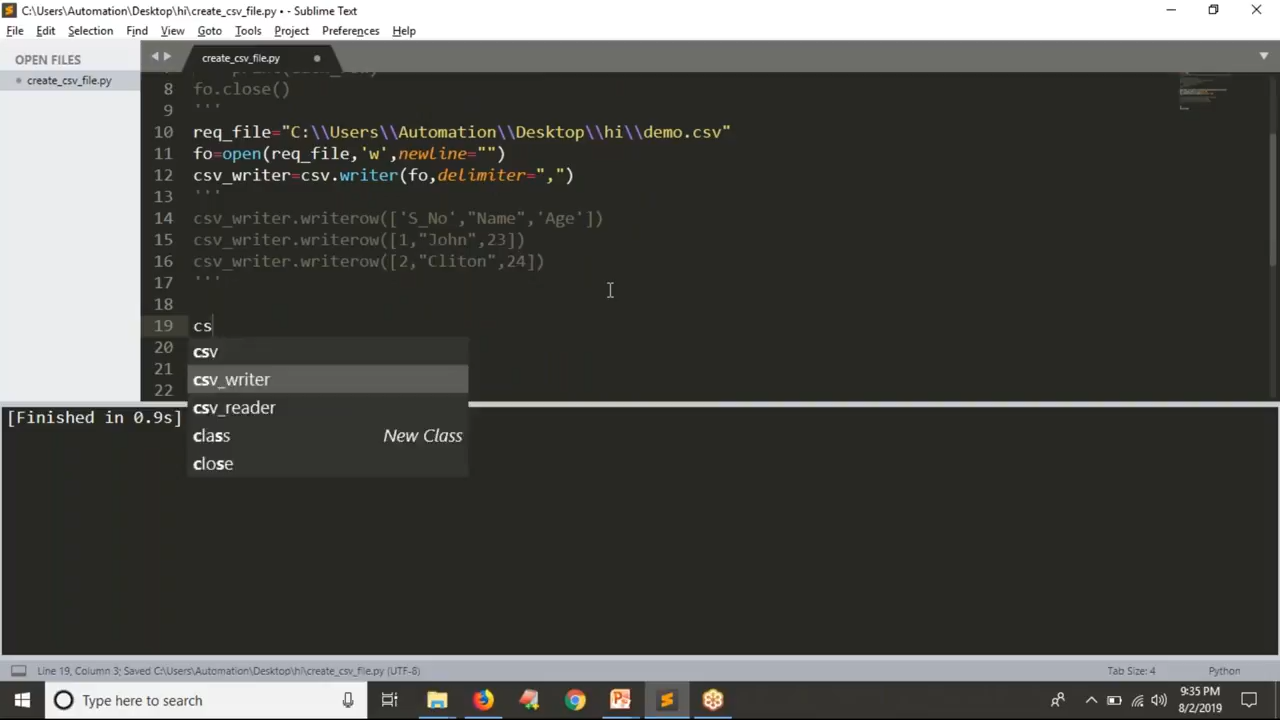 C:\Users\Automation\Desktop\hi\create_csv_file.py • - Sublime Text
File Edit Selection Find View Goto Tools Project Preferences Help
OPEN FILES
create_csv_file.py
create_csv_file.py
8 fo.close()
9 '''
10 req_file="C:\\Users\\Automation\\Desktop\\hi\\demo.csv"
11 fo=open(req_file,'w',newline="")
12 csv_writer=csv.writer(fo,delimiter=",")
13 '''
14 csv_writer.writerow(['S_No',"Name",'Age'])
15 csv_writer.writerow([1,"John",23])
16 csv_writer.writerow([2,"Cliton",24])
17 '''
18
19 cs
20
21
22
csv
csv_writer
csv_reader
class New Class
close
[Finished in 0.9s]
Line 19, Column 3; Saved C:\Users\Automation\Desktop\hi\create_csv_file.py (UTF-8)
Tab Size: 4
Python
Type here to search
9:35 PM
8/2/2019